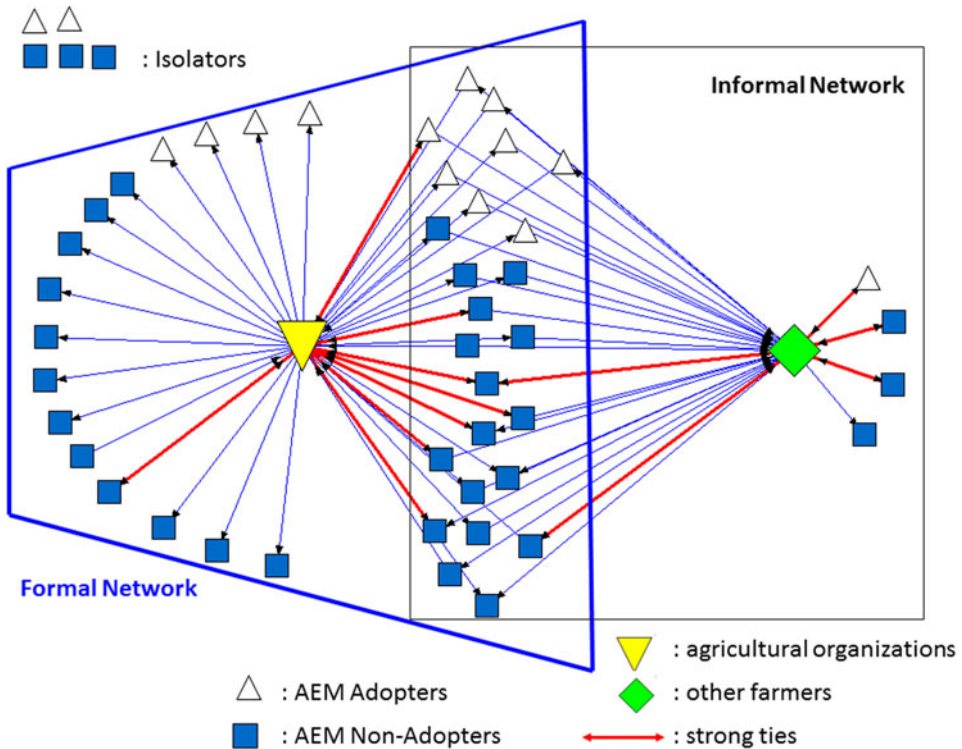 : Isolators
Informal Network
Formal Network
: agricultural organizations
: AEM Adopters
: other farmers
: AEM Non-Adopters
: strong ties